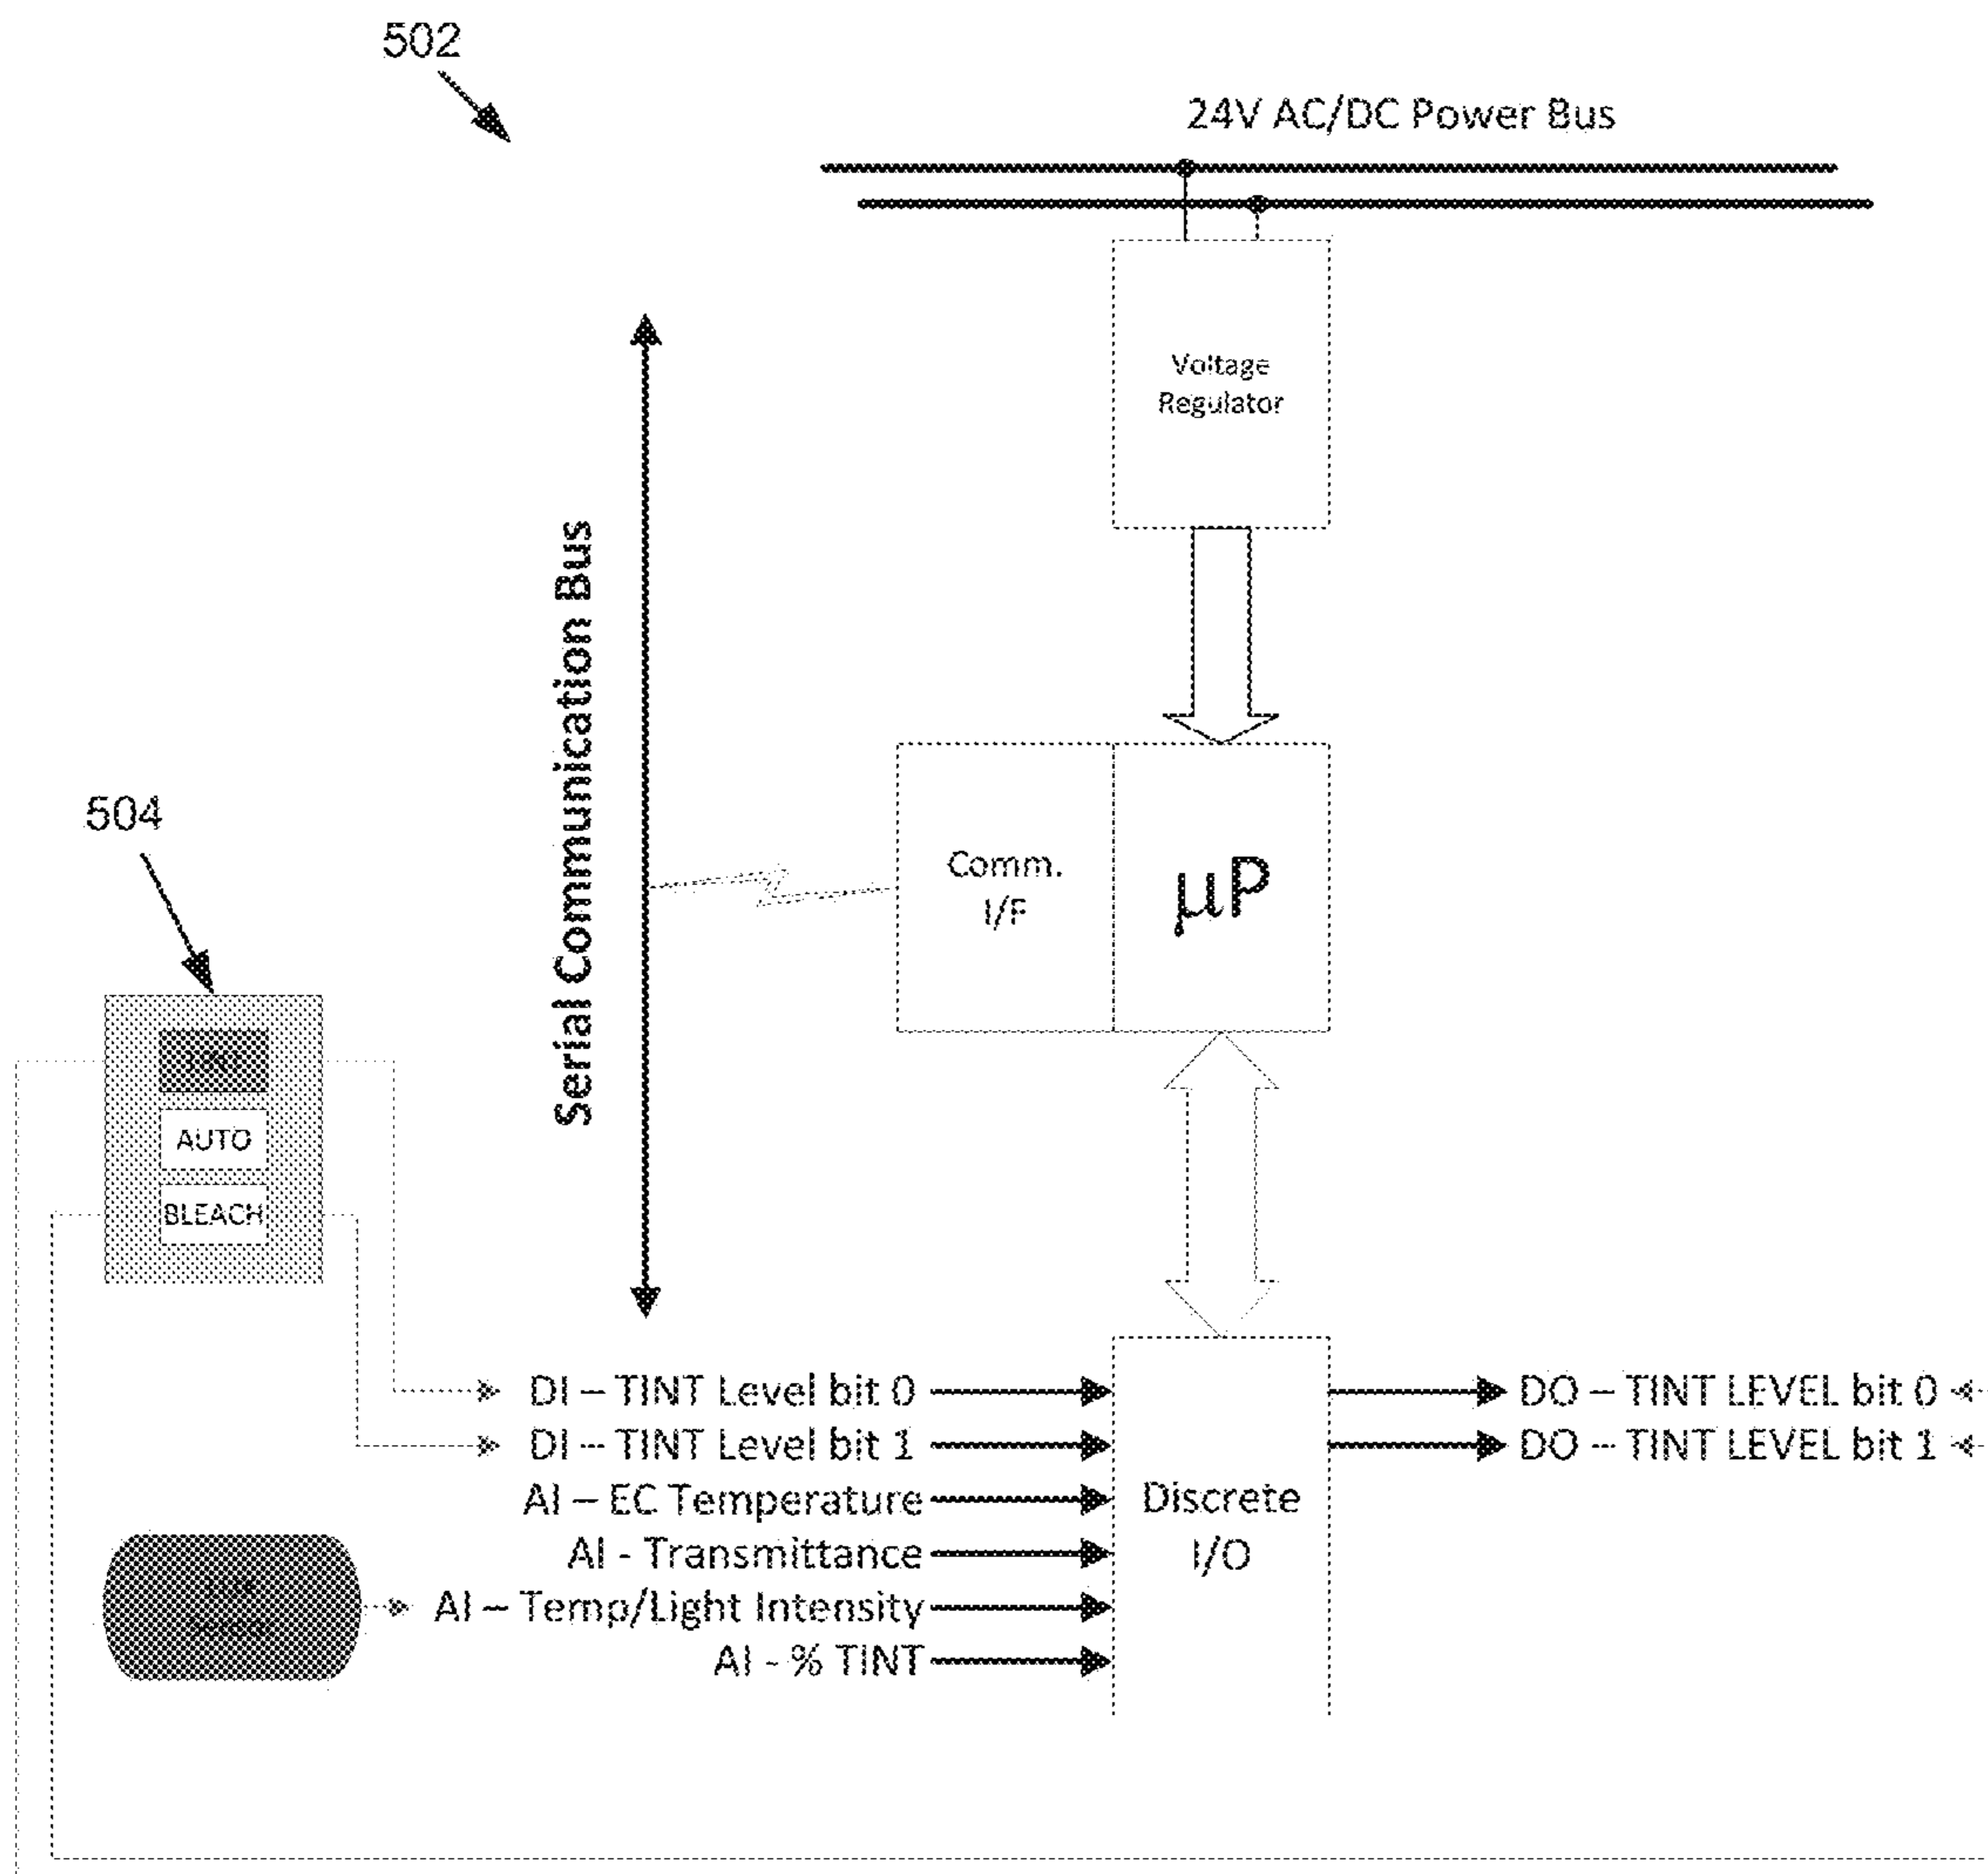 502
24V AC/DC Power Bus
Voltage
Regulator
Serial Communication Bus
504
Comm.
I/F
µP
AUTO
BLEACH
DI – TINT Level bit 0
DI -- TINT Level bit 1
AI – EC Temperature
AI - Transmittance
AI – Temp/Light Intensity
AI - % TINT
Discrete
I/O
DO – TINT LEVEL bit 0
DO -- TINT LEVEL bit 1
Sensor